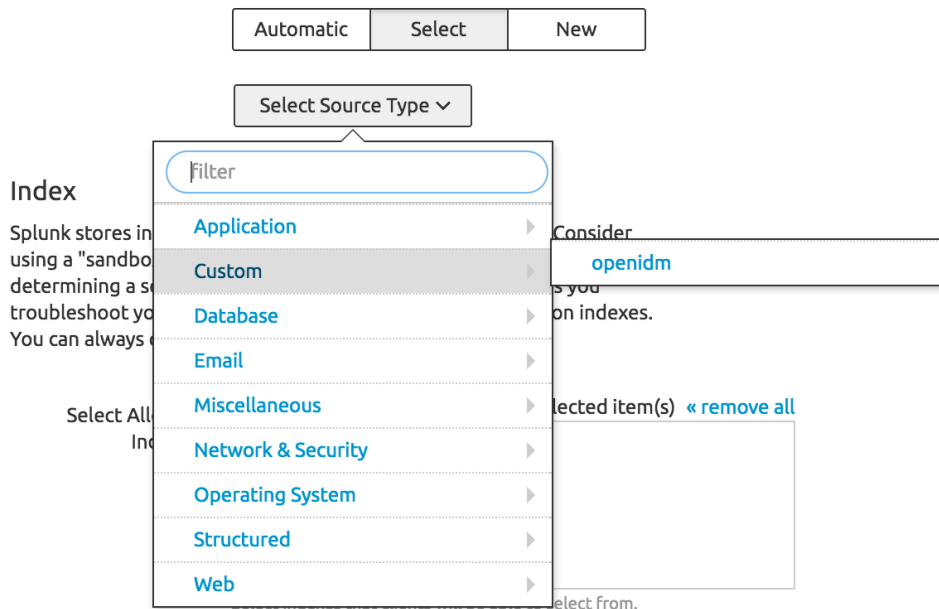 Automatic Select New
Select Source Type
filter
Index
Application
Splunk stores in Consider
Custom
openidm
using a "sandbo
determining a s you
Database
troubleshoot yo on indexes.
You can always
Email
Miscellaneous
Select All lected item(s) « remove all
Network & Security
Operating System
Structured
Web
elect from.